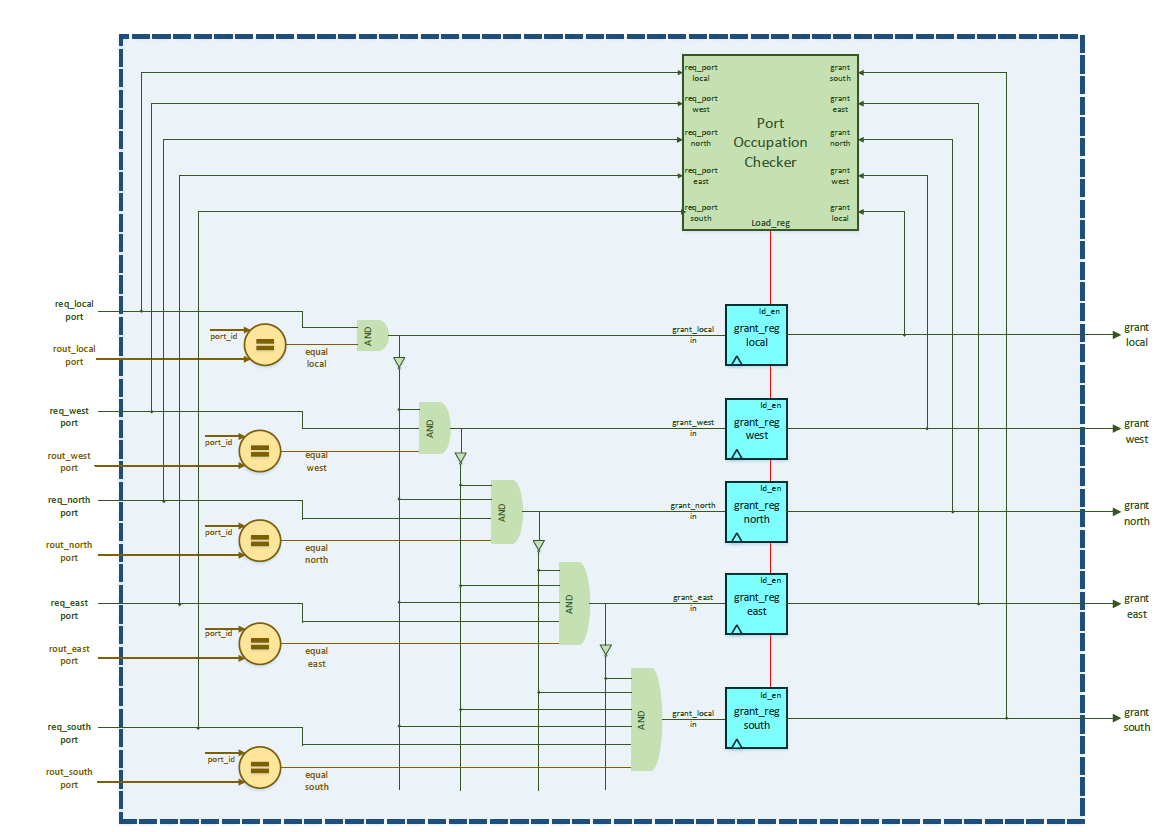 req_port
local
grant
south
req_port
west
grant
east
Port
Occupation
Checker
req_port
north
grant
north
req_port
east
grant
west
req_port
south
grant
local
Load_reg
req_local
port
port_id
rout_local
port
equal
local
AND
grant_local
in
ld_en
grant_reg
local
grant
local
req_west
port
port_id
rout_west
port
equal
west
AND
grant_west
in
ld_en
grant_reg
west
grant
west
req_north
port
port_id
rout_north
port
equal
north
AND
grant_north
in
ld_en
grant_reg
north
grant
north
req_east
port
port_id
rout_east
port
equal
east
AND
grant_east
in
ld_en
grant_reg
east
grant
east
req_south
port
port_id
rout_south
port
equal
south
AND
grant_local
in
ld_en
grant_reg
south
grant
south